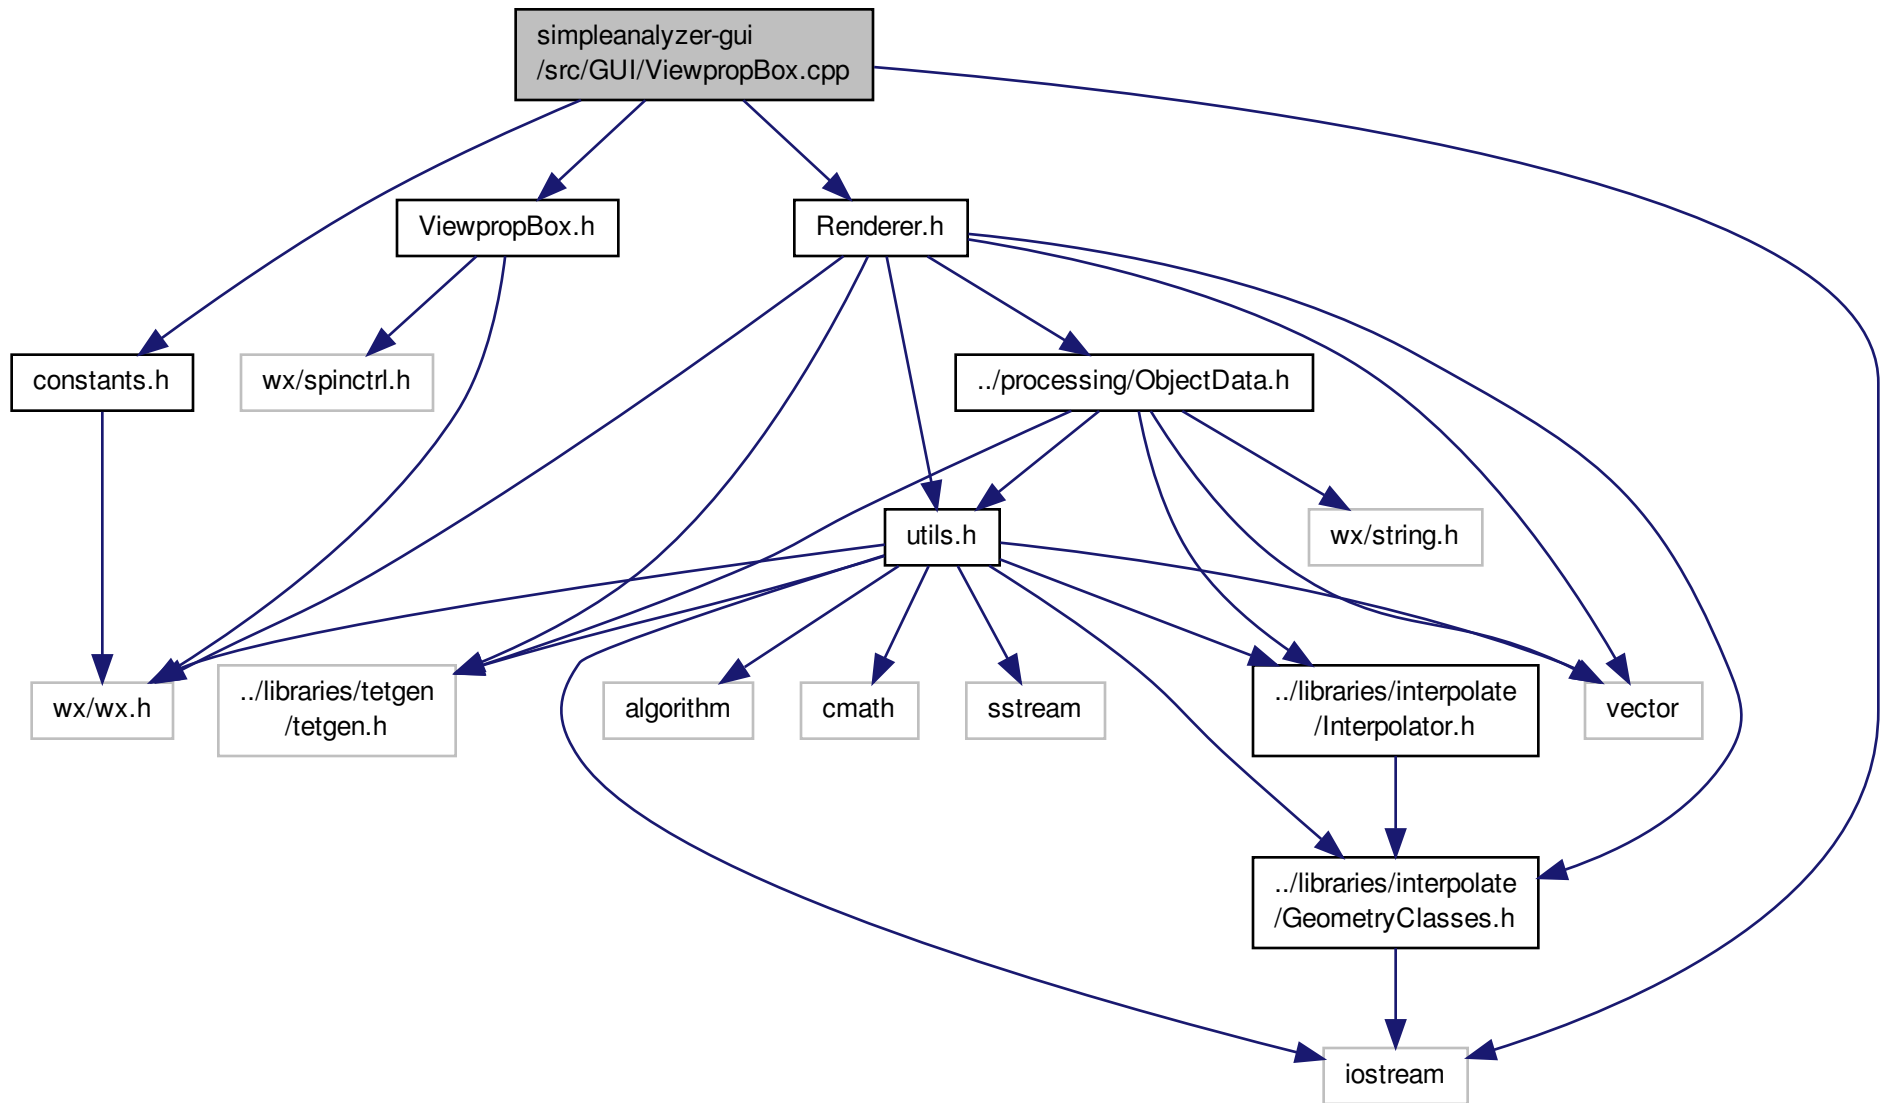 simpleanalyzer-gui
/src/GUI/ViewpropBox.cpp
ViewpropBox.h
Renderer.h
constants.h
wx/spinctrl.h
../processing/ObjectData.h
utils.h
wx/string.h
wx/wx.h
../libraries/tetgen
/tetgen.h
algorithm
cmath
sstream
../libraries/interpolate
/Interpolator.h
vector
../libraries/interpolate
/GeometryClasses.h
iostream